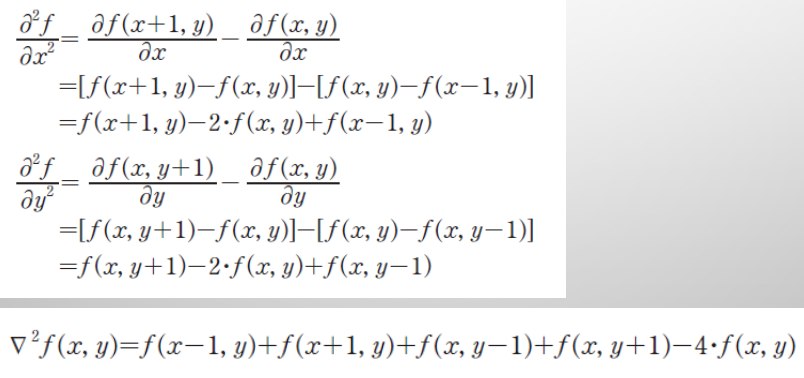 ∂²f/∂x² = ∂f(x+1, y)/∂x − ∂f(x, y)/∂x
=[f(x+1, y)−f(x, y)]−[f(x, y)−f(x−1, y)]
=f(x+1, y)−2·f(x, y)+f(x−1, y)
∂²f/∂y² = ∂f(x, y+1)/∂y − ∂f(x, y)/∂y
=[f(x, y+1)−f(x, y)]−[f(x, y)−f(x, y−1)]
=f(x, y+1)−2·f(x, y)+f(x, y−1)
∇²f(x, y)=f(x−1, y)+f(x+1, y)+f(x, y−1)+f(x, y+1)−4·f(x, y)